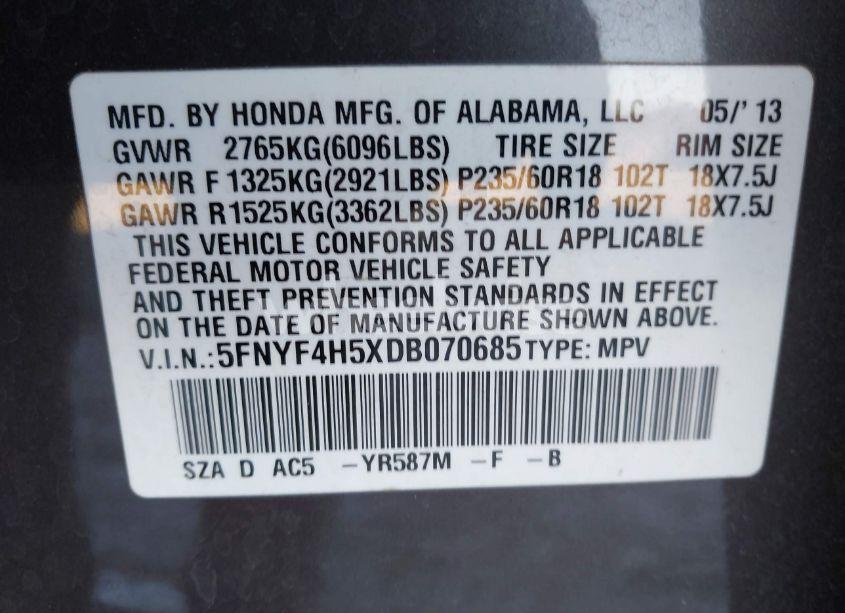 MFD. BY HONDA MFG. OF ALABAMA, LLC 05/' 13
GVWR 2765KG(6096LBS) TIRE SIZE RIM SIZE
GAWR F 1325KG(2921LBS) P235/60R18 102T 18X7.5J
GAWR R1525KG(3362LBS) P235/60R18 102T 18X7.5J
THIS VEHICLE CONFORMS TO ALL APPLICABLE
FEDERAL MOTOR VEHICLE SAFETY
AND THEFT PREVENTION STANDARDS IN EFFECT
ON THE DATE OF MANUFACTURE SHOWN ABOVE.
V.I.N.:5FNYF4H5XDB070685TYPE: MPV
SZA D AC5 -YR587M -F -B